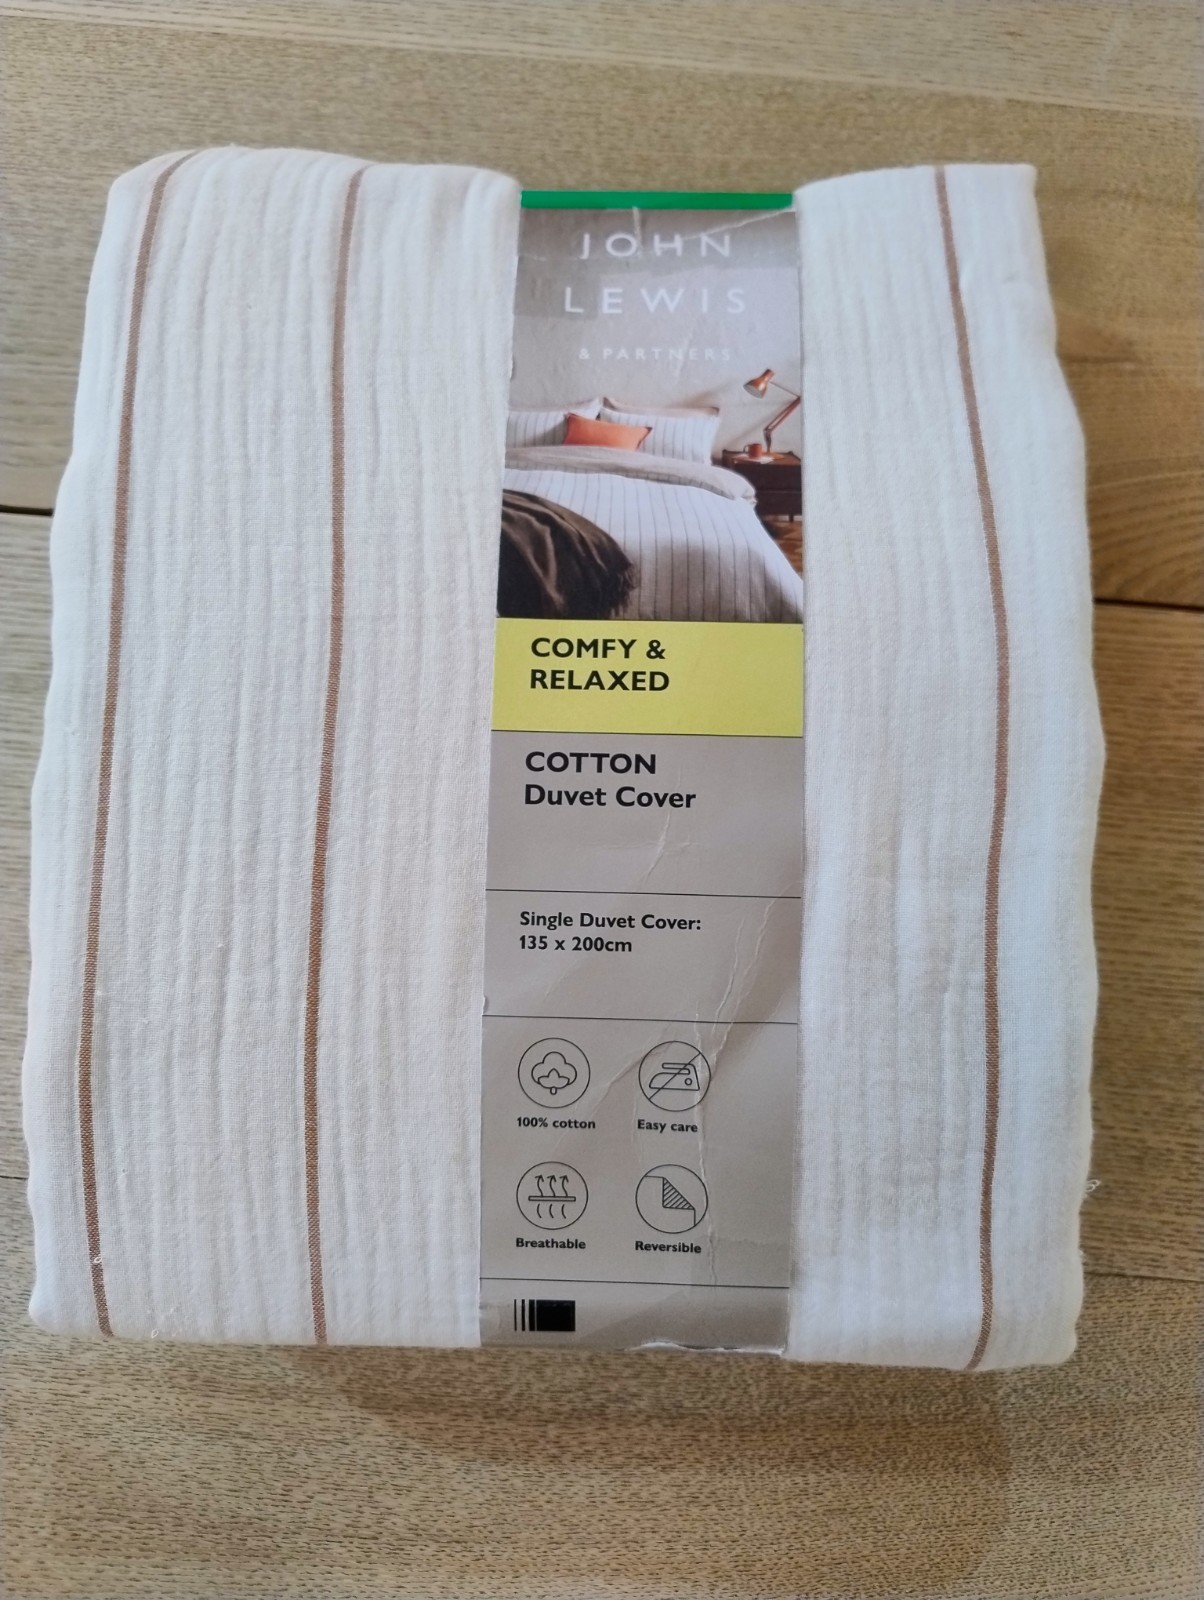 JOHN
LEWIS
& PARTNERS
COMFY &
RELAXED
COTTON
Duvet Cover
Single Duvet Cover:
135 x 200cm
100% cotton
Easy care
Breathable
Reversible